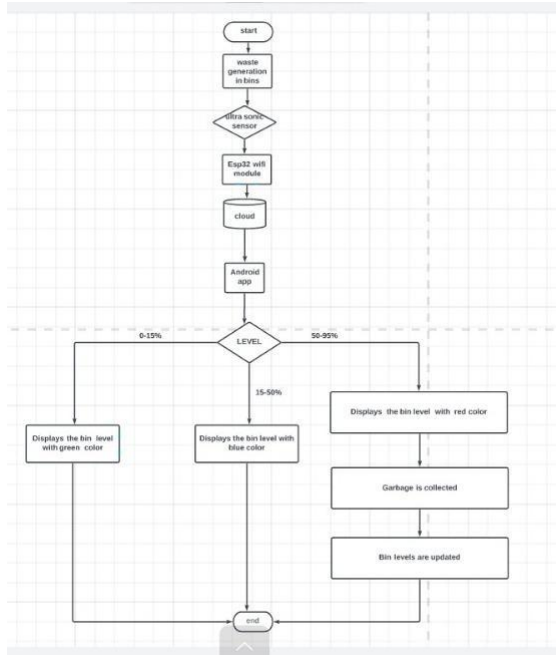 start
waste
generation
in bins
ultra sonic
sensor
Esp32 wifi
module
cloud
Android
app
LEVEL
0-15%
50-95%
15-50%
Displays the bin level with red color
Displays the bin level
with green color
Displays the bin level with
blue color
Garbage is collected
Bin levels are updated
end